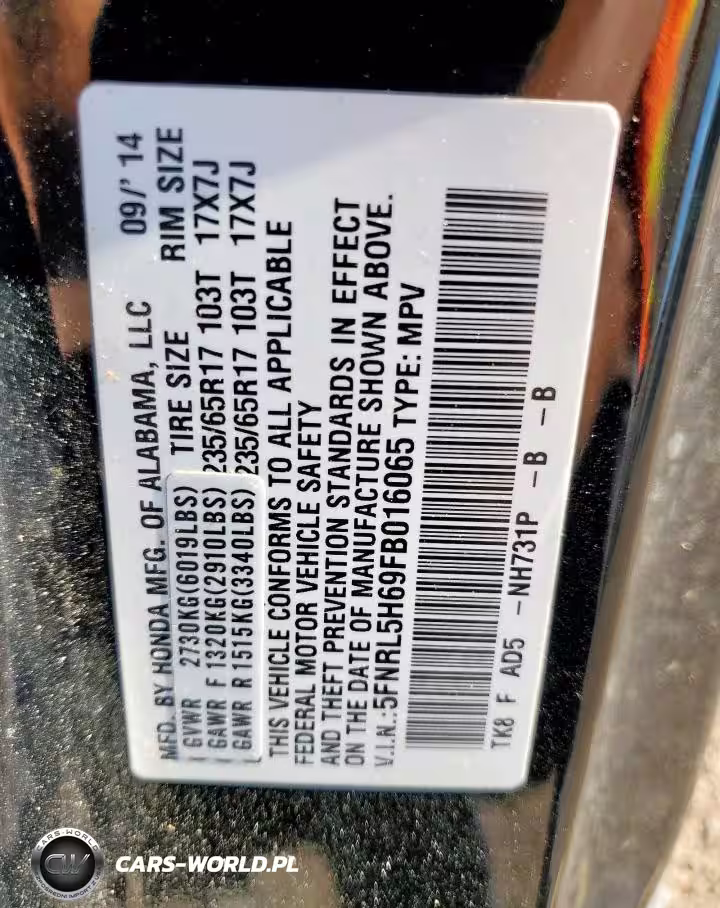 MFD. BY HONDA MFG. OF ALABAMA, LLC 09/' 14
GVWR 2730KG(6019LBS) TIRE SIZE RIM SIZE
GAWR F 1320KG(2910LBS) 235/65R17 103T 17X7J
GAWR R 1515KG(3340LBS) 235/65R17 103T 17X7J
THIS VEHICLE CONFORMS TO ALL APPLICABLE
FEDERAL MOTOR VEHICLE SAFETY
AND THEFT PREVENTION STANDARDS IN EFFECT
ON THE DATE OF MANUFACTURE SHOWN ABOVE.
V.I.N.:5FNRL5H69FB016065 TYPE: MPV
TK8 F AD5 -NH731P -B -B
CARS-WORLD
CW
CARS-WORLD.PL